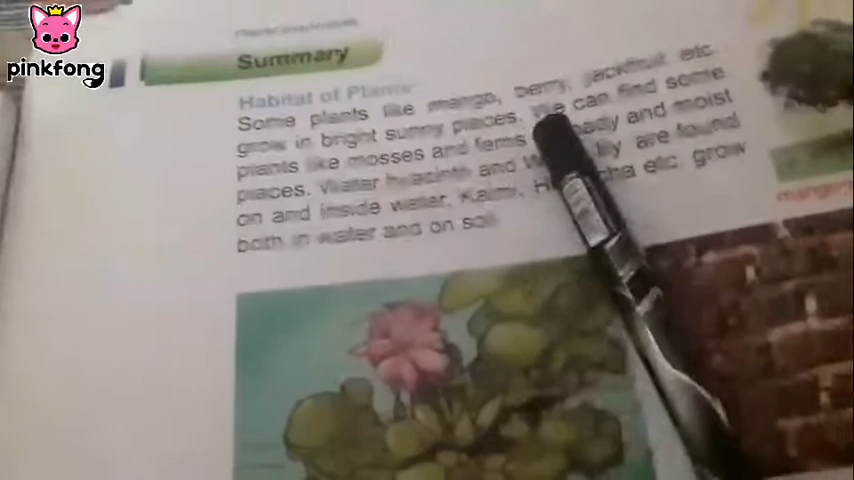 pinkfong
Summary
Habitat of Plants
Some plants like mango, berry, jackfruit etc.
grow in bright sunny places. We can find some
plants like mosses and ferns and moist
places. Water hyacinth and lily are found
on and inside water. Kalmi, etc. grow
both in water and on soil.